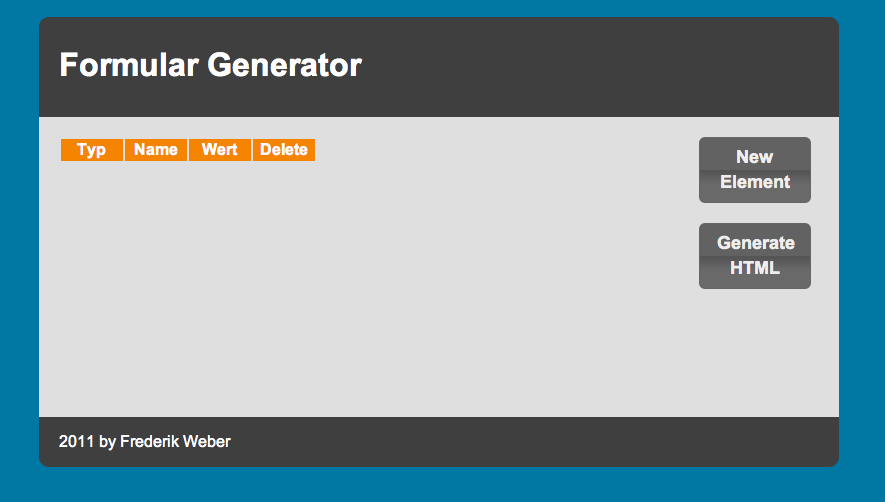 Formular Generator
Typ Name Wert Delete
New
Element
Generate
HTML
2011 by Frederik Weber